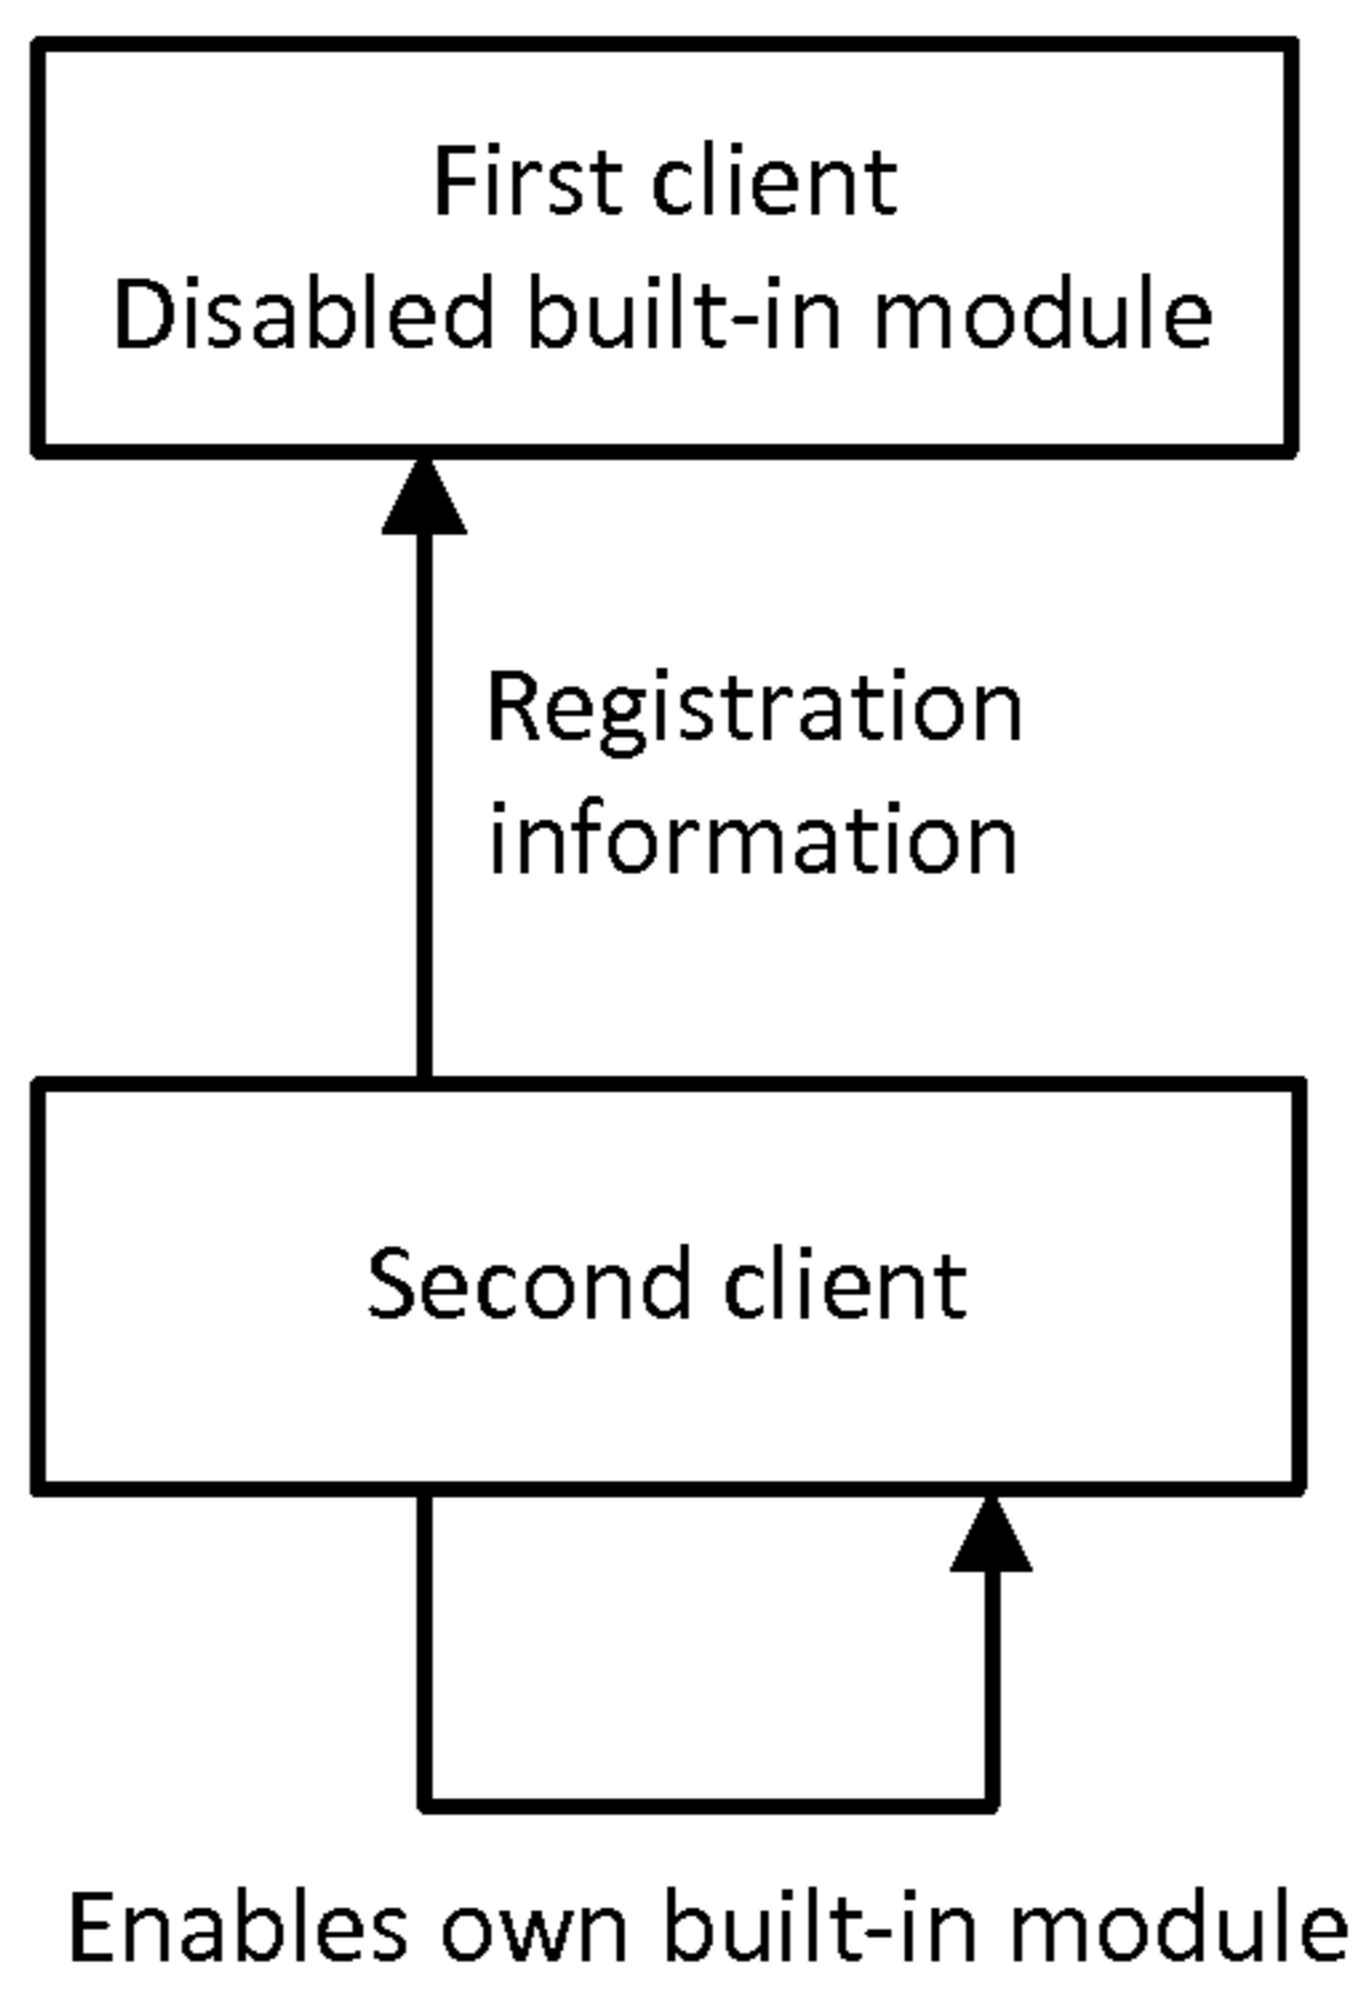 First client
Disabled built-in module
Registration
information
Second client
Enables own built-in module